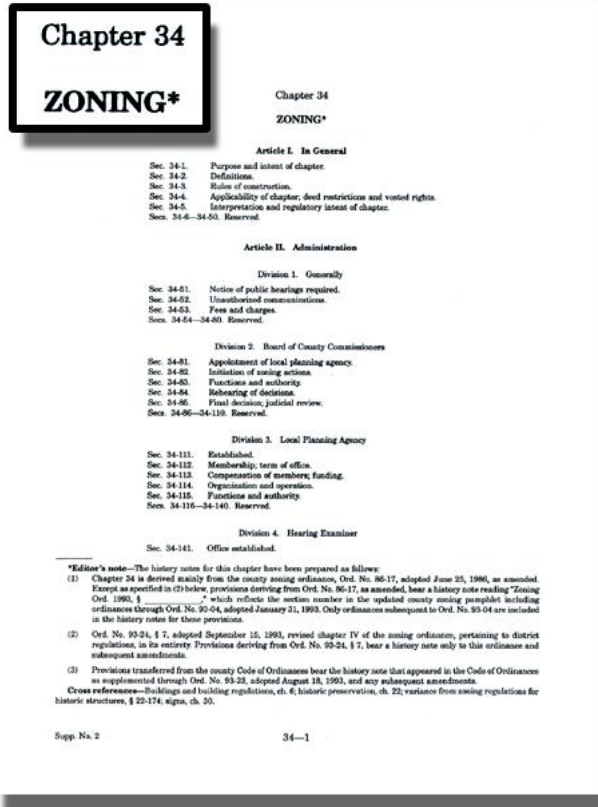 Chapter 34
ZONING*
Chapter 34
ZONING*
Article I. In General
Sec. 34-1. Purpose and intent of chapter.
Sec. 34-2. Definitions.
Sec. 34-3. Rules of construction.
Sec. 34-4. Applicability of chapter; deed restrictions and vested rights.
Sec. 34-5. Interpretation and regulatory intent of chapter.
Secs. 34-6—34-50. Reserved.
Article II. Administration
Division 1. Generally
Sec. 34-51. Notice of public hearings required.
Sec. 34-52. Unauthorized communications.
Sec. 34-53. Fees and charges.
Secs. 34-54—34-80. Reserved.
Division 2. Board of County Commissioners
Sec. 34-81. Appointment of local planning agency.
Sec. 34-82. Initiation of zoning actions.
Sec. 34-83. Functions and authority.
Sec. 34-84. Rehearing of decisions.
Sec. 34-85. Final decision; judicial review.
Secs. 34-86—34-110. Reserved.
Division 3. Local Planning Agency
Sec. 34-111. Established.
Sec. 34-112. Membership; term of office.
Sec. 34-113. Compensation of members; funding.
Sec. 34-114. Organization and operation.
Sec. 34-115. Functions and authority.
Secs. 34-116—34-140. Reserved.
Division 4. Hearing Examiner
Sec. 34-141. Office established.
*Editor's note—The history notes for this chapter have been prepared as follows:
(1) Chapter 34 is derived mainly from the county zoning ordinance, Ord. No. 86-17, adopted June 25, 1986, as amended.
Except as specified in (2) below, provisions deriving from Ord. No. 86-17, as amended, bear a history note reading "Zoning
Ord. 1993, § __________," which reflects the section number in the updated county zoning pamphlet including
ordinances through Ord. No. 93-04, adopted January 31, 1993. Only ordinances subsequent to Ord. No. 93-04 are included
in the history notes for these provisions.
(2) Ord. No. 93-24, § 7, adopted September 15, 1993, revised chapter IV of the zoning ordinance, pertaining to district
regulations, in its entirety. Provisions deriving from Ord. No. 93-24, § 7, bear a history note only to this ordinance and
subsequent amendments.
(3) Provisions transferred from the county Code of Ordinances bear the history note that appeared in the Code of Ordinances
as supplemented through Ord. No. 93-23, adopted August 18, 1993, and any subsequent amendments.
Cross references—Buildings and building regulations, ch. 6; historic preservation, ch. 22; variance from zoning regulations for
historic structures, § 22-174; signs, ch. 30.
Supp. No. 2
34—1